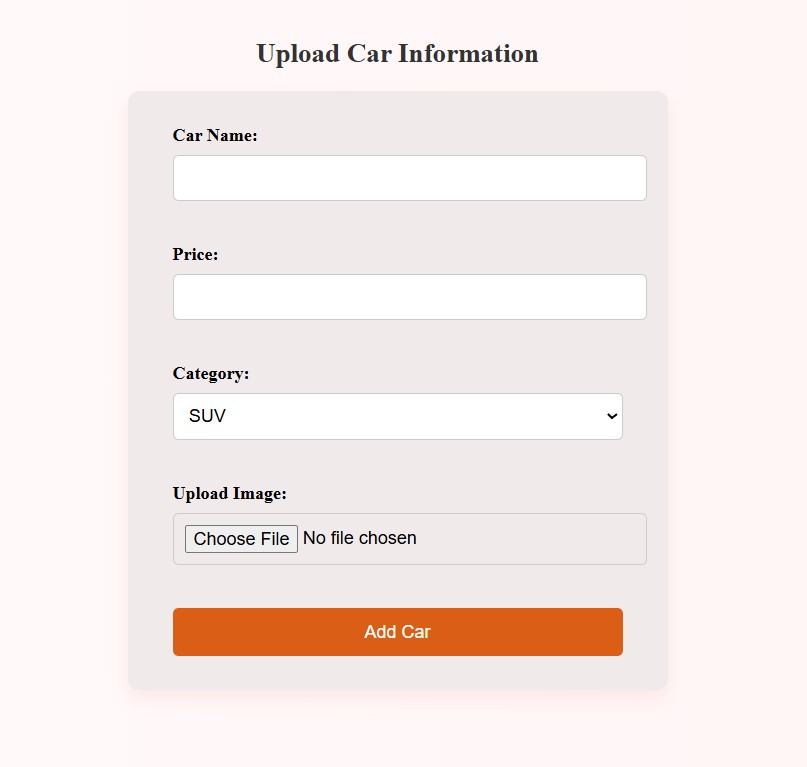 Upload Car Information
Car Name:
Price:
Category:
SUV
Upload Image:
Choose File No file chosen
Add Car